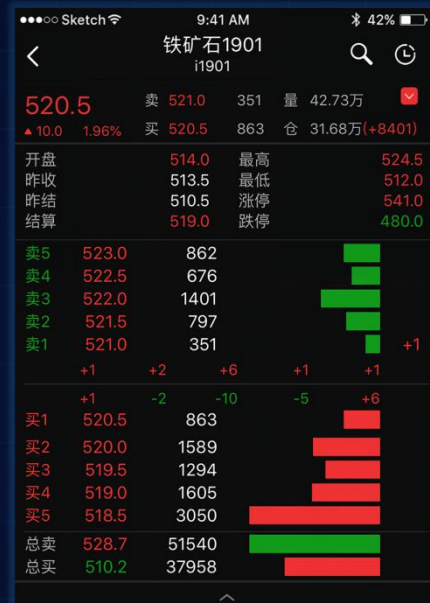 Sketch 9:41 AM 42%
铁矿石1901
i1901
520.5 卖 521.0 351 量 42.73万
▲10.0 1.96% 买 520.5 863 仓 31.68万(+8401)
开盘 514.0 最高 524.5
昨收 513.5 最低 512.0
昨结 510.5 涨停 541.0
结算 519.0 跌停 480.0
卖5 523.0 862
卖4 522.5 676
卖3 522.0 1401
卖2 521.5 797
卖1 521.0 351 +1
+1 +2 +6 +1 +1
+1 -2 -10 -5 +6
买1 520.5 863
买2 520.0 1589
买3 519.5 1294
买4 519.0 1605
买5 518.5 3050
总卖 528.7 51540
总买 510.2 37958